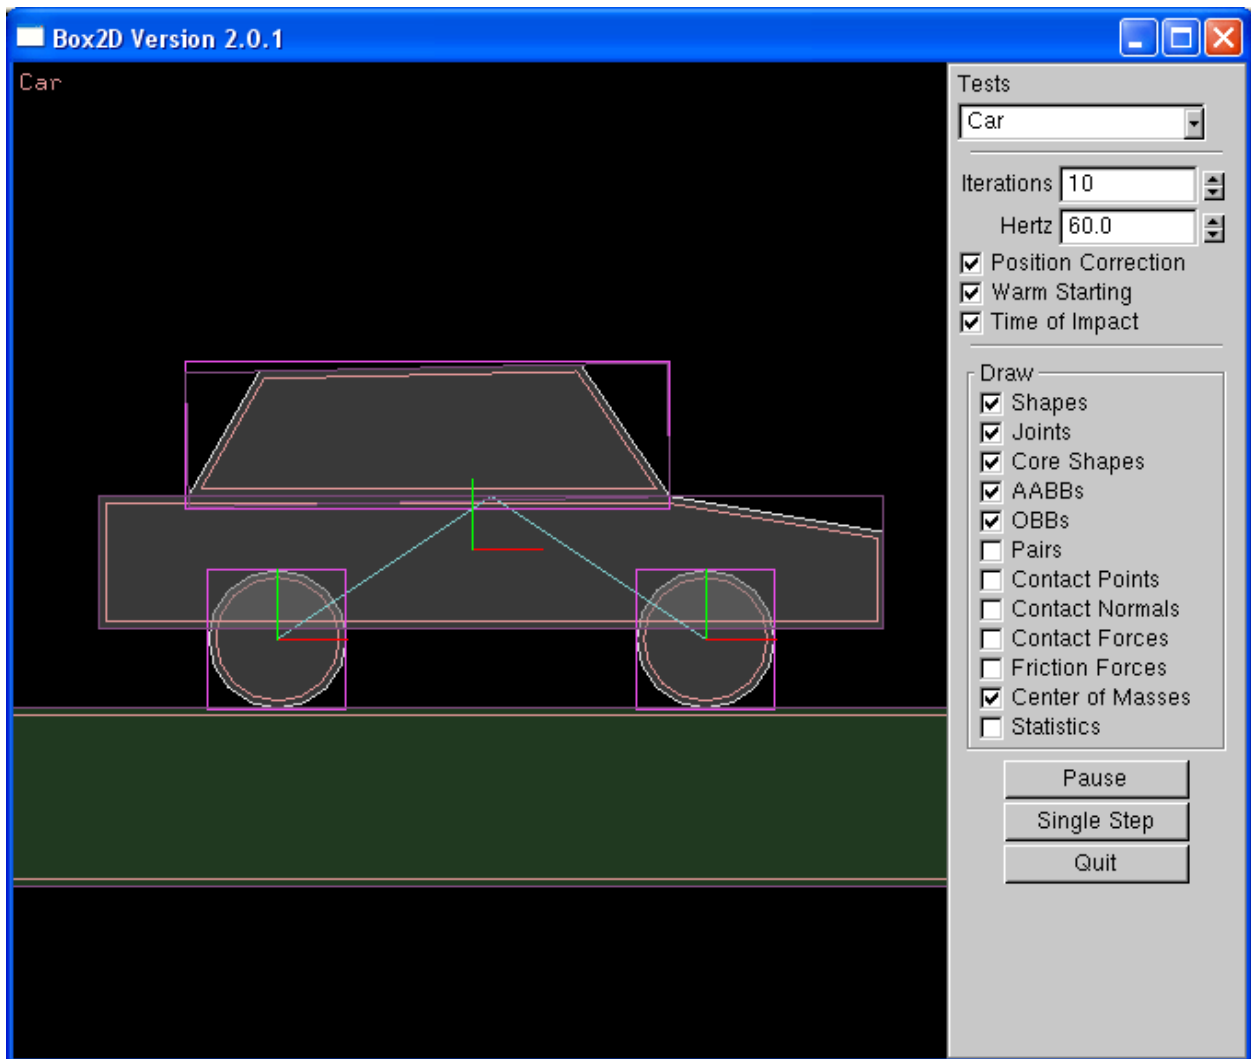 Box2D Version 2.0.1
Car
Tests
Car
Iterations 10
Hertz 60.0
Position Correction
Warm Starting
Time of Impact
Draw
Shapes
Joints
Core Shapes
AABBs
OBBs
Pairs
Contact Points
Contact Normals
Contact Forces
Friction Forces
Center of Masses
Statistics
Pause
Single Step
Quit